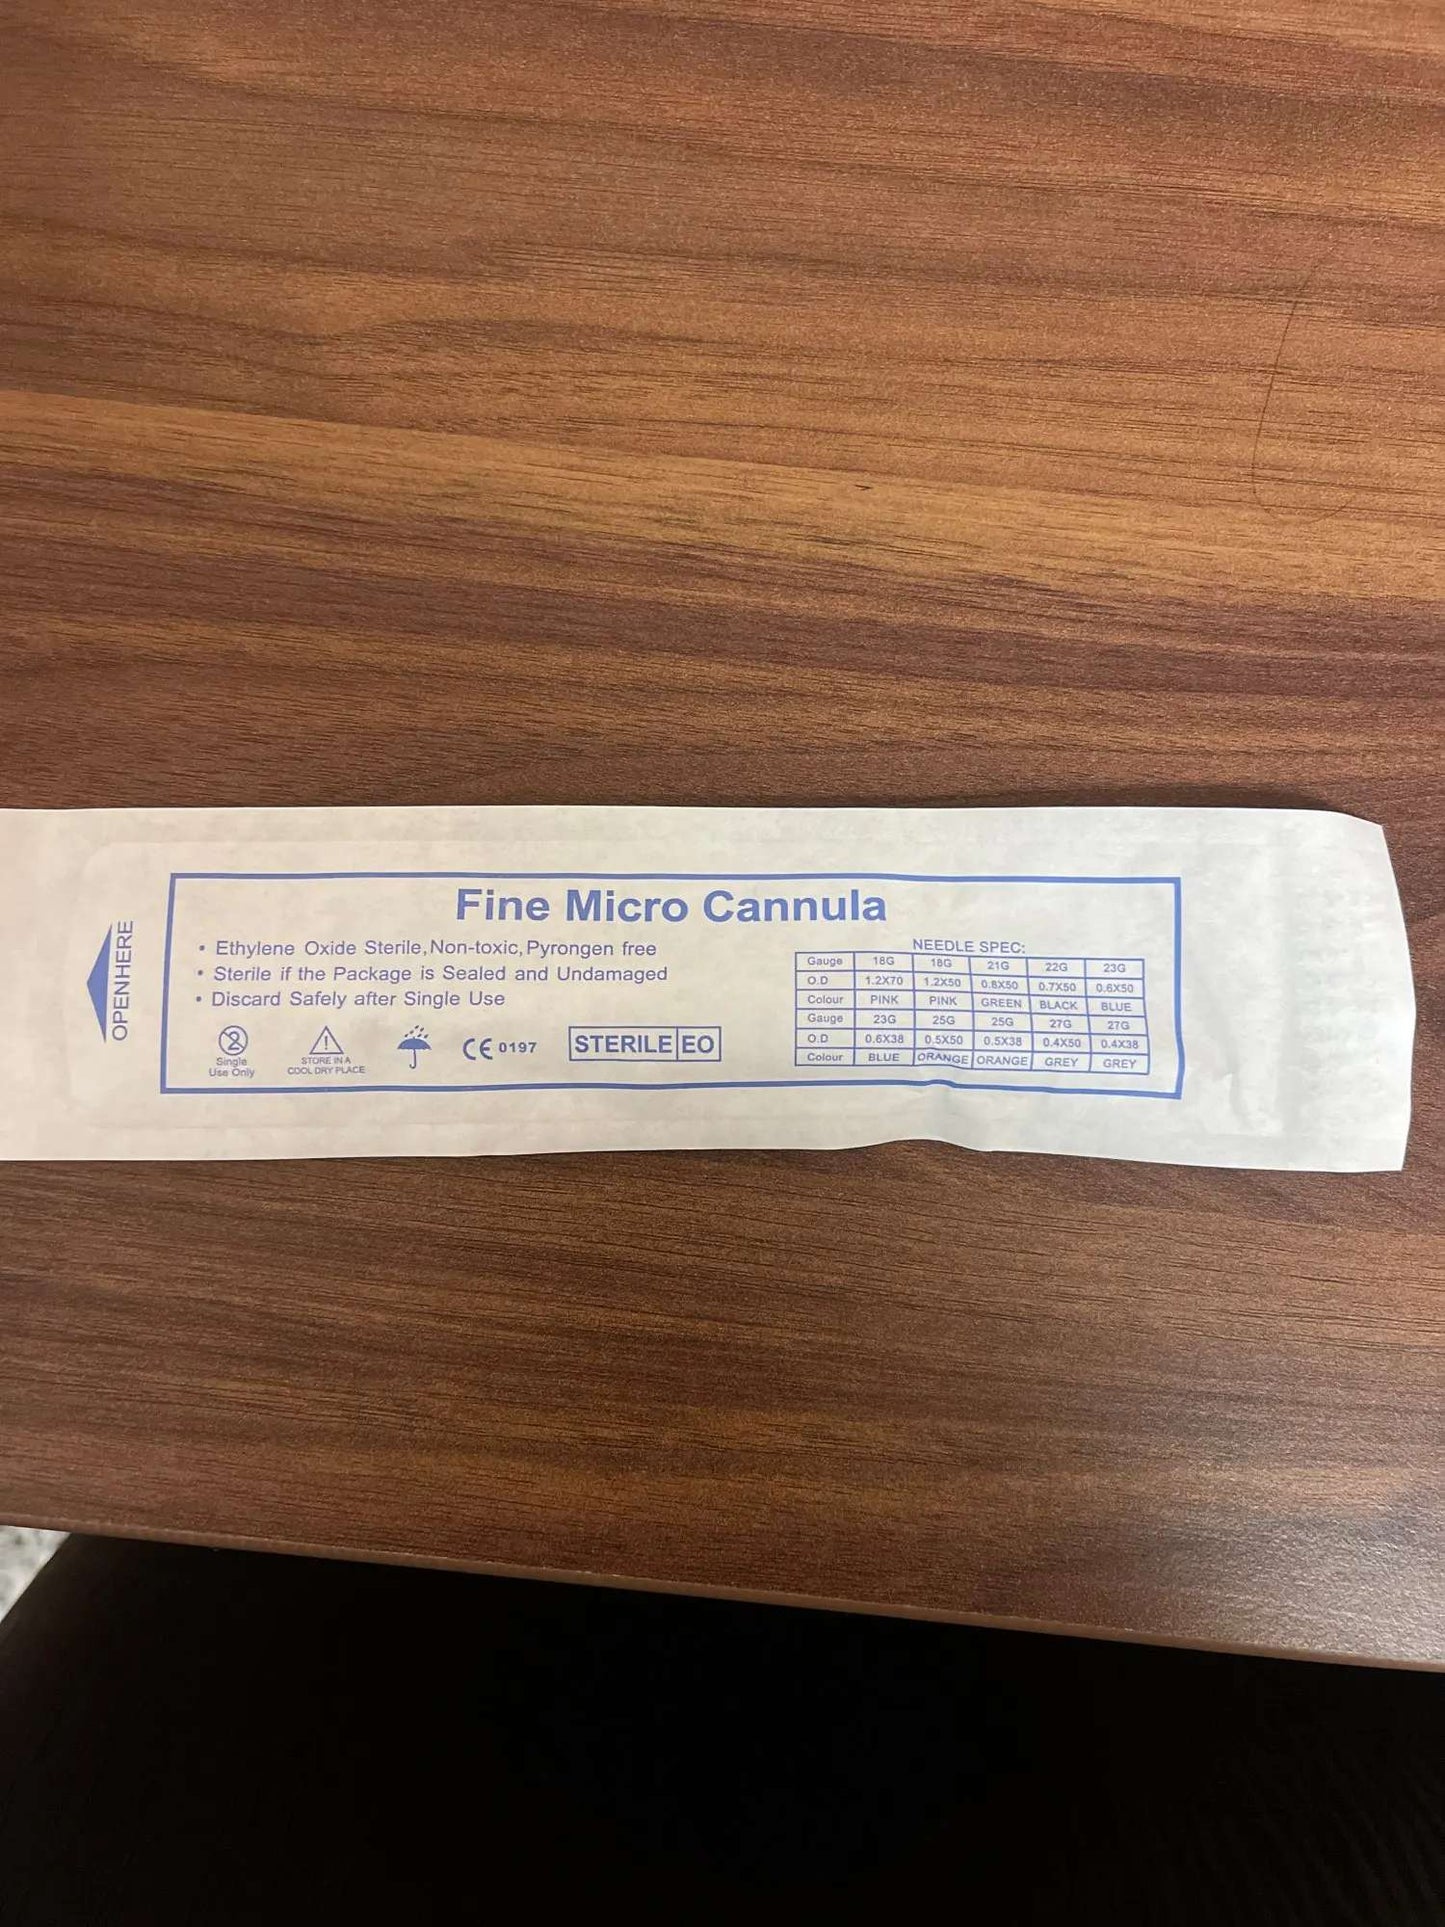 OPENHERE
Fine Micro Cannula
• Ethylene Oxide Sterile,Non-toxic,Pyrongen free
• Sterile if the Package is Sealed and Undamaged
• Discard Safely after Single Use
2
Single
Use Only
!
STORE IN A
COOL DRY PLACE
CE 0197
STERILE EO
NEEDLE SPEC:
Gauge 18G 18G 21G 22G 23G
O.D 1.2X70 1.2X50 0.8X50 0.7X50 0.6X50
Colour PINK PINK GREEN BLACK BLUE
Gauge 23G 25G 25G 27G 27G
O.D 0.6X38 0.5X50 0.5X38 0.4X50 0.4X38
Colour BLUE ORANGE ORANGE GREY GREY